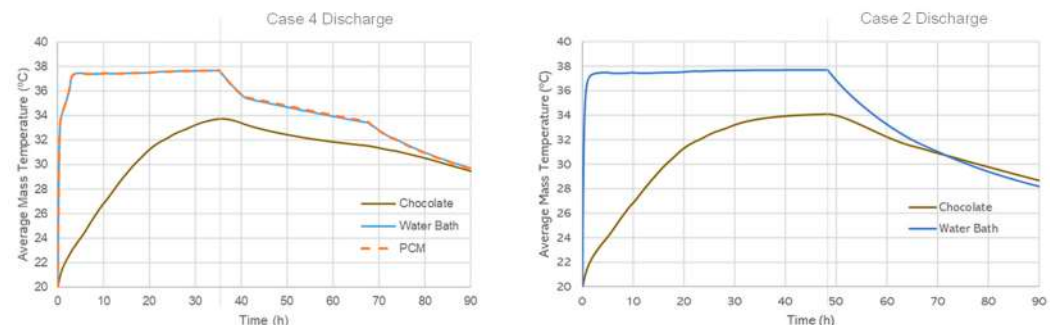 Case 4 Discharge
Average Mass Temperature (°C)
40
38
36
34
32
30
28
26
24
22
20
Chocolate
Water Bath
PCM
0 10 20 30 40 50 60 70 80 90
Time (h)
Case 2 Discharge
Average Mass Temperature (°C)
40
38
36
34
32
30
28
26
24
22
20
Chocolate
Water Bath
0 10 20 30 40 50 60 70 80 90
Time (h)